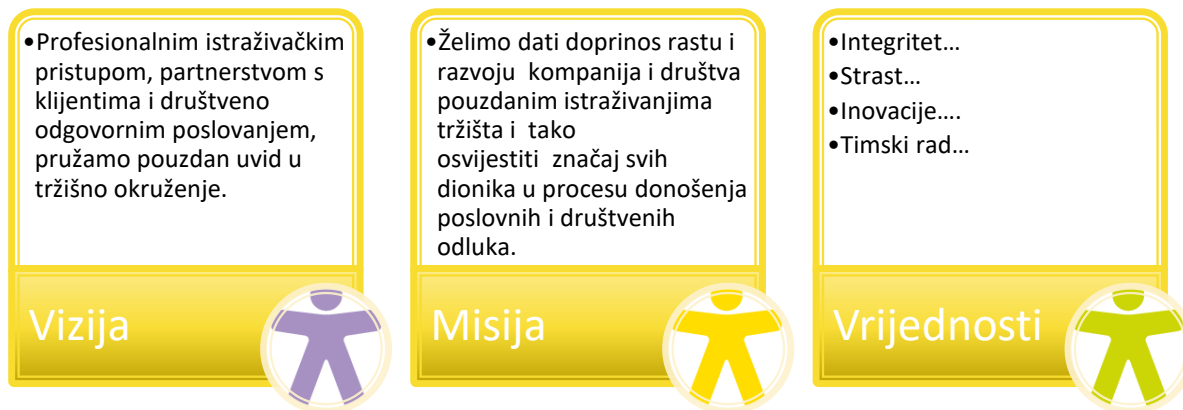 •Profesionalnim istraživačkim
pristupom, partnerstvom s
klijentima i društveno
odgovornim poslovanjem,
pružamo pouzdan uvid u
tržišno okruženje.
Vizija
•Želimo dati doprinos rastu i
razvoju kompanija i društva
pouzdanim istraživanjima
tržišta i tako
osvijestiti značaj svih
dionika u procesu donošenja
poslovnih i društvenih
odluka.
Misija
•Integritet…
•Strast…
•Inovacije….
•Timski rad…
Vrijednosti